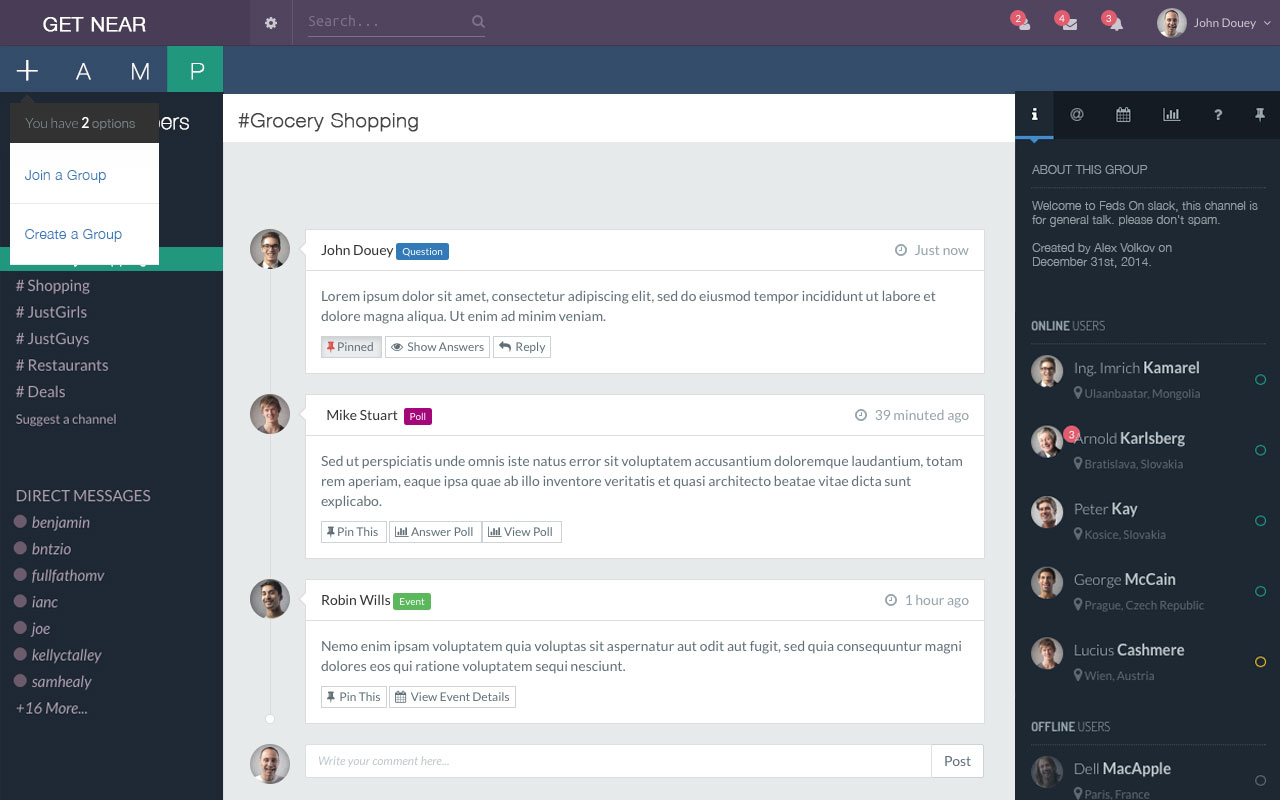 GET NEAR
Search...
2
4
3
John Douey
+ A M P
You have 2 options
Join a Group
Create a Group
# Shopping
# JustGirls
# JustGuys
# Restaurants
# Deals
Suggest a channel
DIRECT MESSAGES
benjamin
bntzio
fullfathomv
ianc
joe
kellyctalley
samhealy
+16 More...
#Grocery Shopping
John Douey Question Just now
Lorem ipsum dolor sit amet, consectetur adipiscing elit, sed do eiusmod tempor incididunt ut labore et
dolore magna aliqua. Ut enim ad minim veniam.
Pinned Show Answers Reply
Mike Stuart Poll 39 minuted ago
Sed ut perspiciatis unde omnis iste natus error sit voluptatem accusantium doloremque laudantium, totam
rem aperiam, eaque ipsa quae ab illo inventore veritatis et quasi architecto beatae vitae dicta sunt
explicabo.
Pin This Answer Poll View Poll
Robin Wills Event 1 hour ago
Nemo enim ipsam voluptatem quia voluptas sit aspernatur aut odit aut fugit, sed quia consequuntur magni
dolores eos qui ratione voluptatem sequi nesciunt.
Pin This View Event Details
Write your comment here... Post
i @ ?
ABOUT THIS GROUP
Welcome to Feds On slack, this channel is
for general talk. please don't spam.
Created by Alex Volkov on
December 31st, 2014.
ONLINE USERS
Ing. Imrich Kamarel
Ulaanbaatar, Mongolia
3
Arnold Karlsberg
Bratislava, Slovakia
Peter Kay
Kosice, Slovakia
George McCain
Prague, Czech Republic
Lucius Cashmere
Wien, Austria
OFFLINE USERS
Dell MacApple
Paris, France